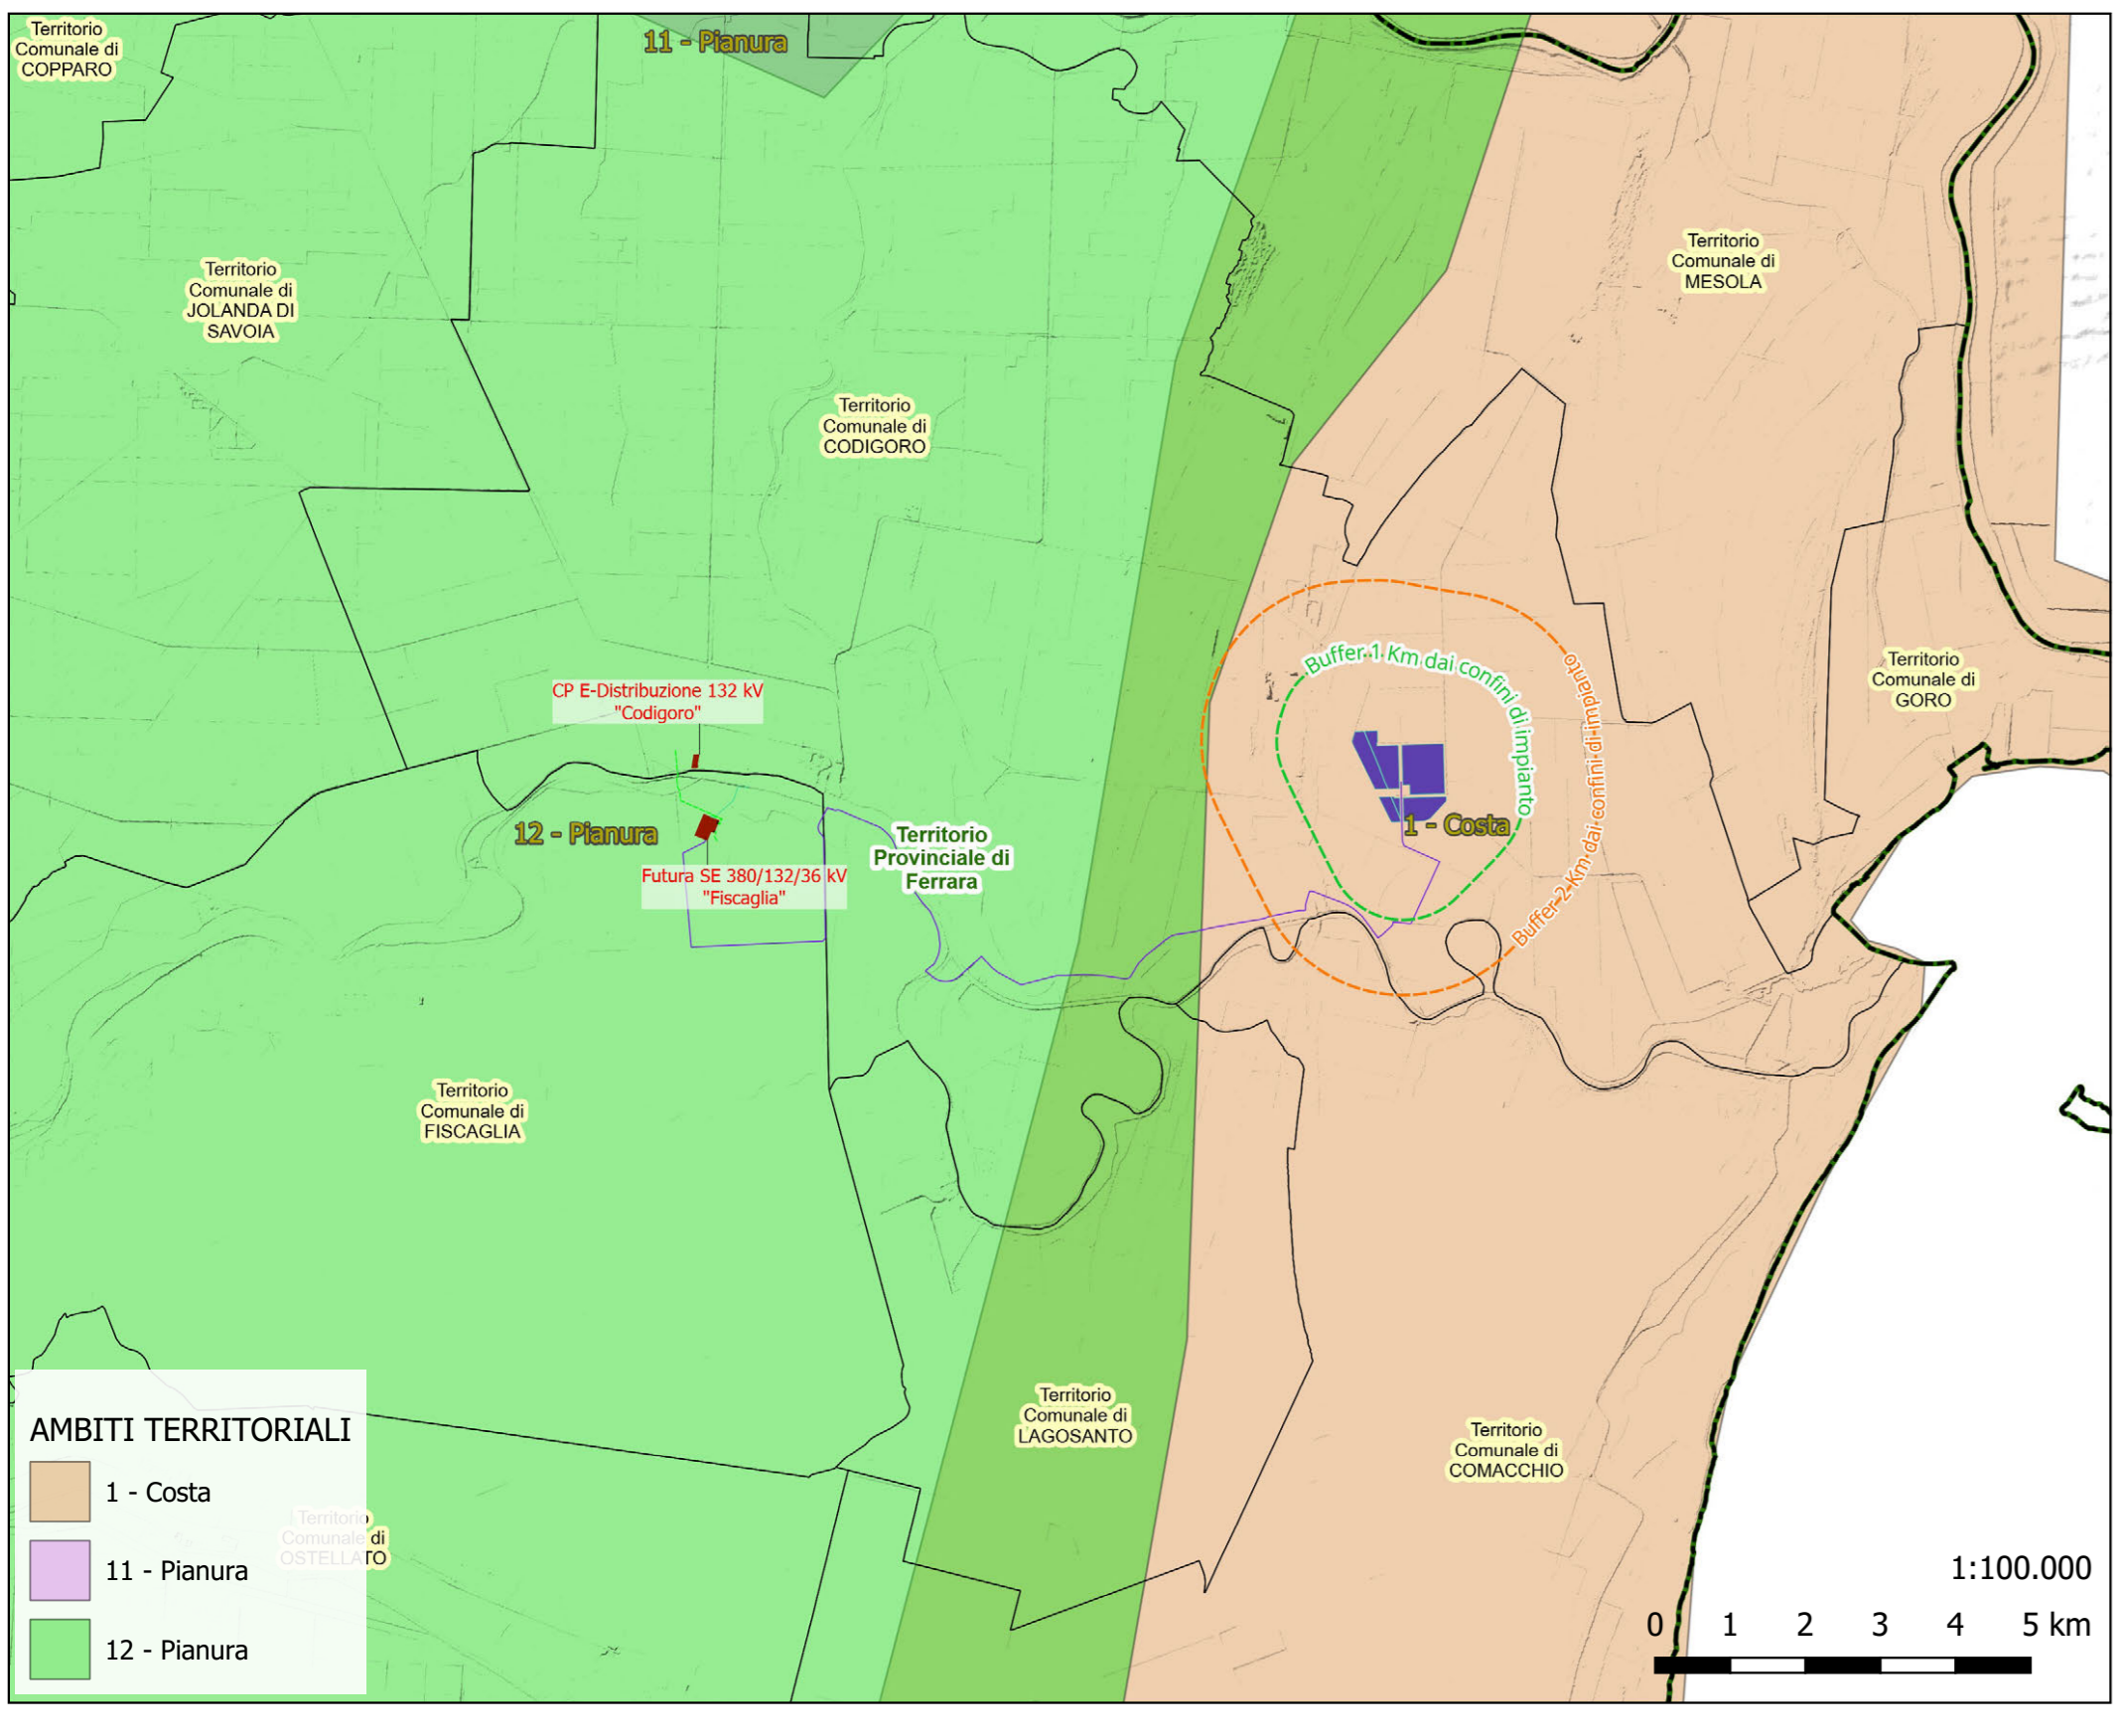 Territorio
Comunale di
COPPARO
11 - Pianura
Territorio
Comunale di
MESOLA
Territorio
Comunale di
JOLANDA DI
SAVOIA
Territorio
Comunale di
CODIGORO
Buffer 1 Km dai confini di impianto
Buffer 2 Km dai confini di impianto
Territorio
Comunale di
GORO
CP E-Distribuzione 132 kV
"Codigoro"
12 - Pianura
Territorio
Provinciale di
Ferrara
1 - Costa
Futura SE 380/132/36 kV
"Fiscaglia"
Territorio
Comunale di
FISCAGLIA
Territorio
Comunale di
LAGOSANTO
Territorio
Comunale di
COMACCHIO
AMBITI TERRITORIALI
1 - Costa
11 - Pianura
12 - Pianura
Territorio
Comunale di
OSTELLATO
1:100.000
0 1 2 3 4 5 km